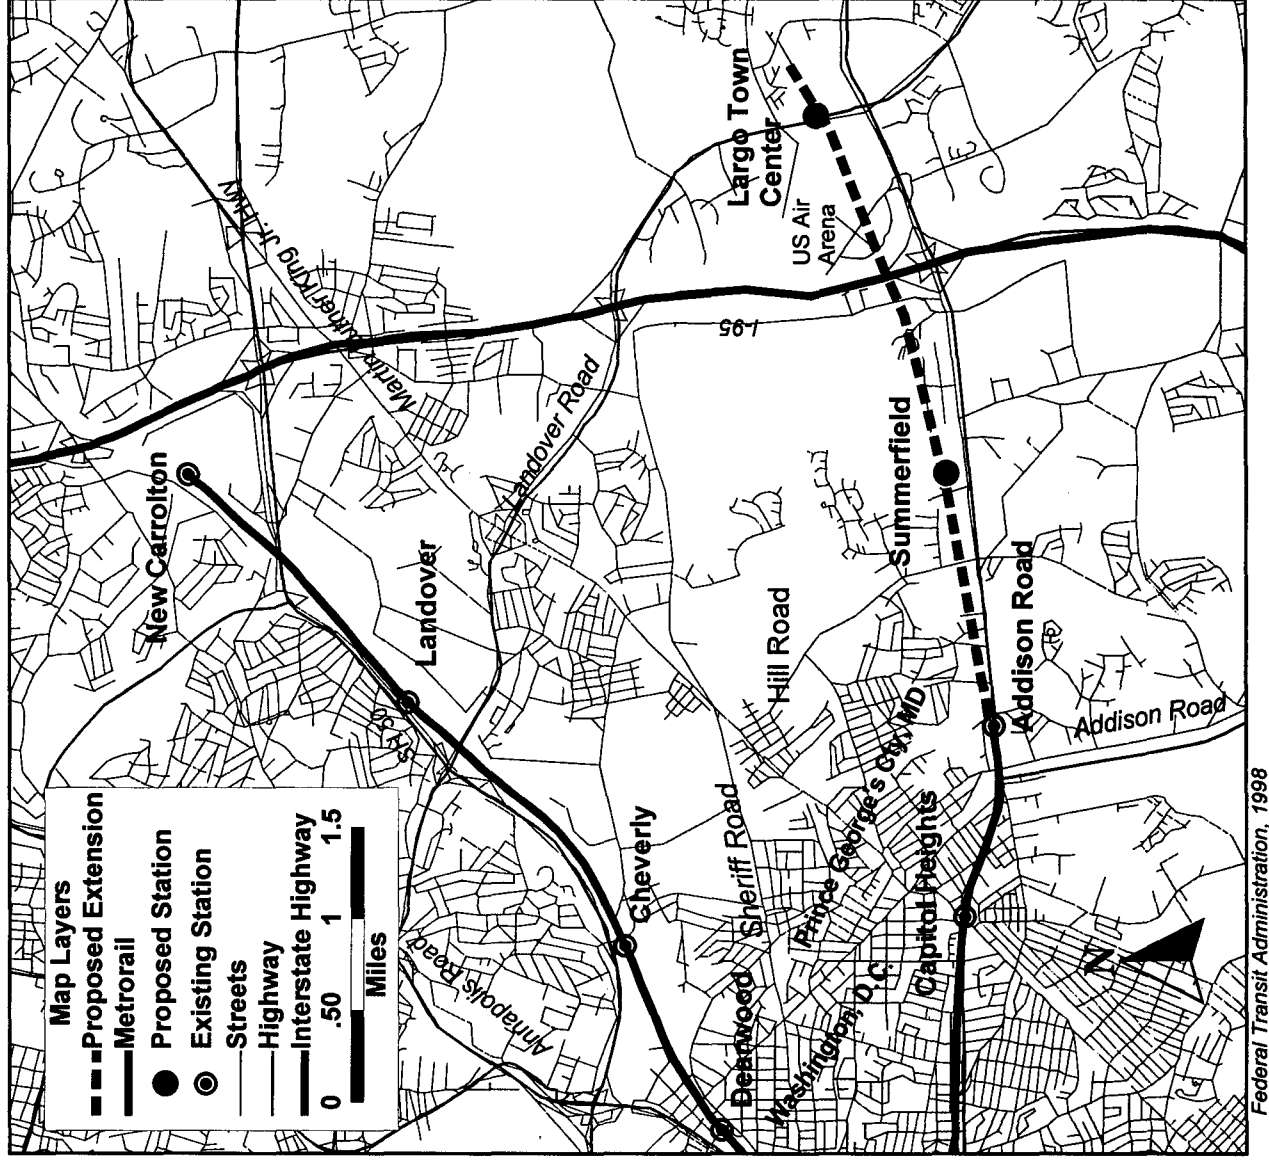 Map Layers
Proposed Extension
Metrorail
Proposed Station
Existing Station
Streets
Highway
Interstate Highway
0 .50 1 1.5
Miles
New Carrolton
Landover
Cheverly
Deanwood
Capitol Heights
Addison Road
Summerfield
Largo Town
Center
US Air
Arena
Martin Luther King Jr. Hwy
Landover Road
I-95
Hill Road
Sheriff Road
Addison Road
Annapolis Road
Prince George's Cty, MD
Washington, D.C.
N
Federal Transit Administration, 1998